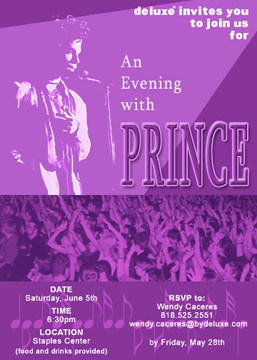 deluxe® invites you
to join us
for
An
Evening
with
PRINCE
DATE
Saturday, June 5th
TIME
6:30pm
LOCATION
Staples Center
(food and drinks provided)
RSVP to:
Wendy Caceres
818.525.2551
wendy.caceres@bydeluxe.com
by Friday, May 28th